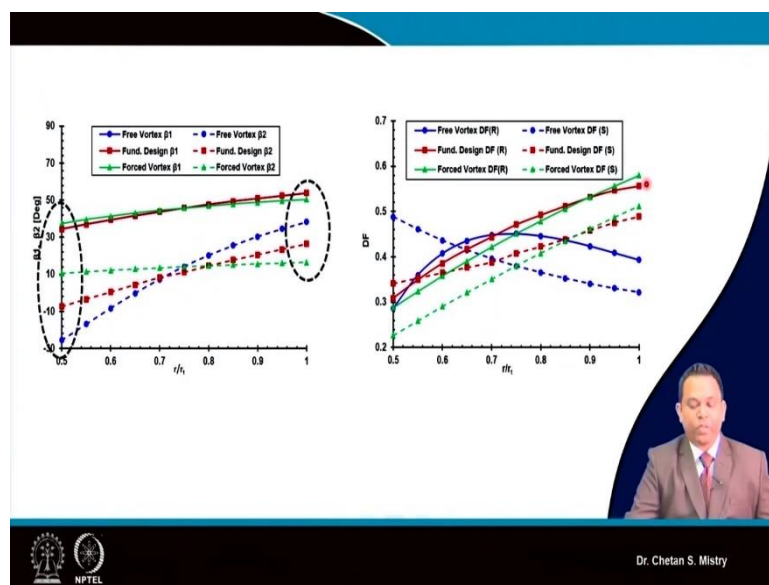 90
70
50
30
10
-10
-30
β1 , β2 [Deg]
0.5 0.6 0.7 0.8 0.9 1
r/rt
Free Vortex β1
Free Vortex β2
Fund. Design β1
Fund. Design β2
Forced Vortex β1
Forced Vortex β2
0.6
0.5
0.4
0.3
0.2
DF
0.5 0.6 0.7 0.8 0.9 1
r/rt
Free Vortex DF(R)
Free Vortex DF (S)
Fund. Design DF (R)
Fund. Design DF (S)
Forced Vortex DF(R)
Forced Vortex DF (S)
NPTEL
Dr. Chetan S. Mistry